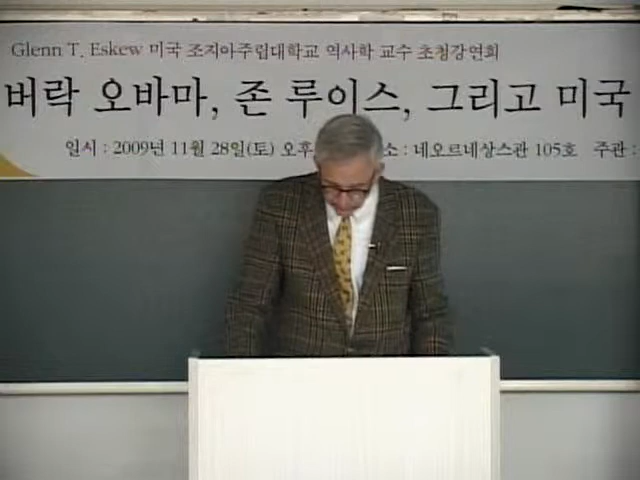 Glenn T. Eskew 미국 조지아주립대학교 역사학 교수 초청강연회
버락 오바마, 존 루이스, 그리고 미국
일시 : 2009년 11월 28일(토) 오후 소 : 네오르네상스관 105호 주관 :